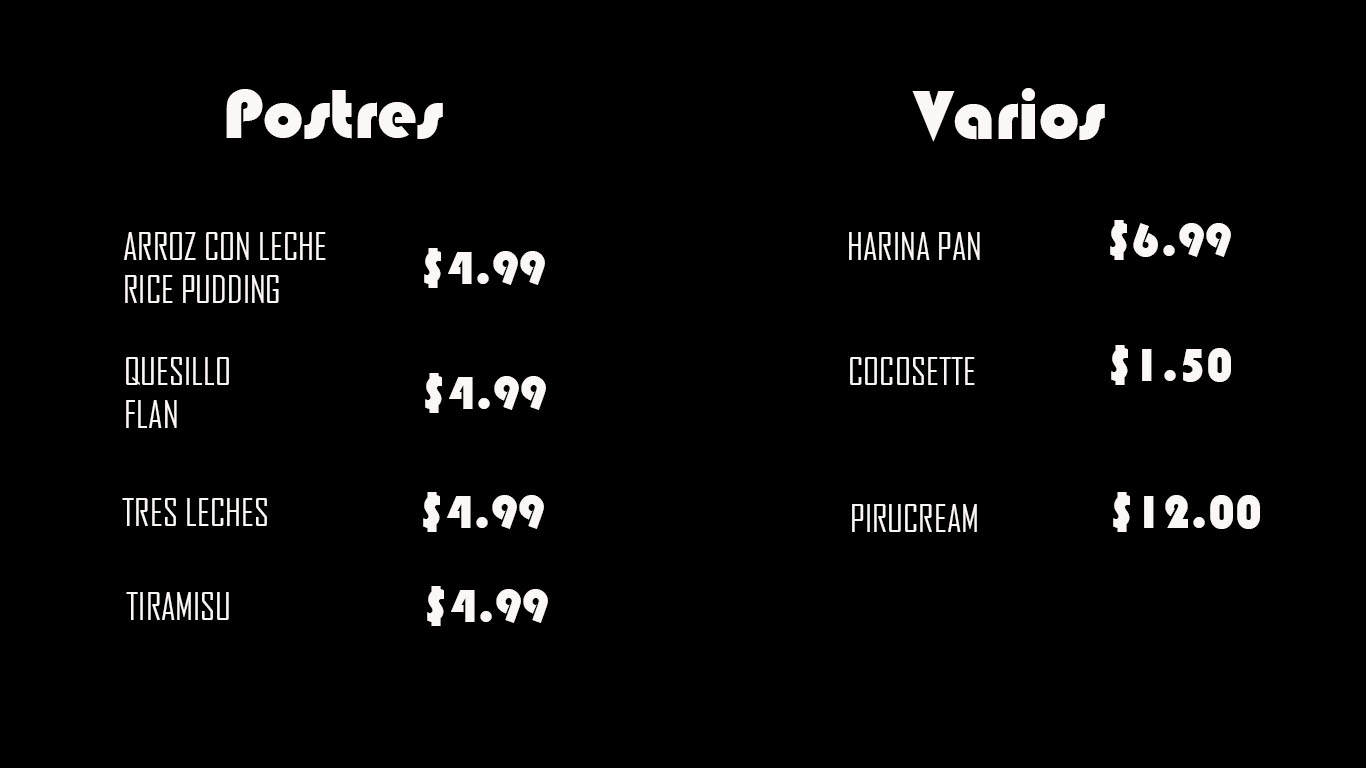 Postres
ARROZ CON LECHE
RICE PUDDING
$4.99
QUESILLO
FLAN
$4.99
TRES LECHES
$4.99
TIRAMISU
$4.99
Varios
HARINA PAN
$6.99
COCOSETTE
$1.50
PIRUCREAM
$12.00